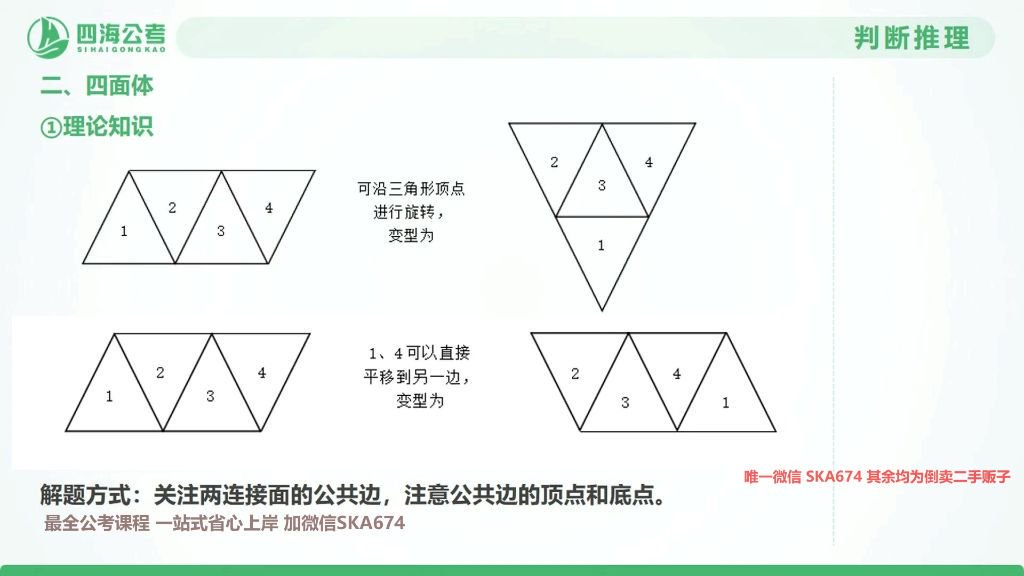 四海公考
SIHAIGONGKAO
判断推理
二、四面体
①理论知识
1
2
3
4
可沿三角形顶点
进行旋转，
变型为
2
4
3
1
1
2
3
4
1、4可以直接
平移到另一边，
变型为
2
3
4
1
唯一微信 SKA674 其余均为倒卖二手贩子
解题方式：关注两连接面的公共边，注意公共边的顶点和底点。
最全公考课程 一站式省心上岸 加微信SKA674